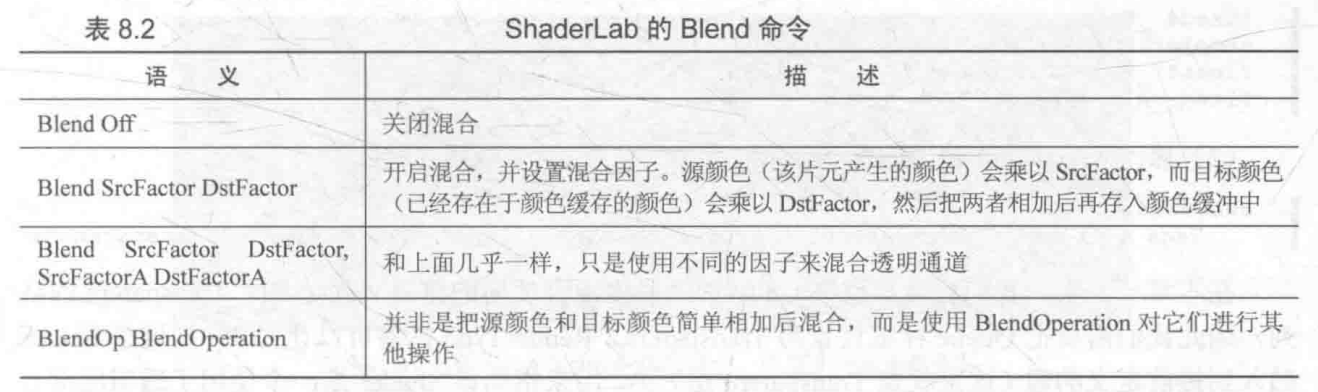 表 8.2 ShaderLab 的 Blend 命令
语 义 描 述
Blend Off 关闭混合
Blend SrcFactor DstFactor 开启混合，并设置混合因子。源颜色（该片元产生的颜色）会乘以 SrcFactor，而目标颜色
（已经存在于颜色缓存的颜色）会乘以 DstFactor，然后把两者相加后再存入颜色缓冲中
Blend SrcFactor DstFactor,
SrcFactorA DstFactorA
和上面几乎一样，只是使用不同的因子来混合透明通道
BlendOp BlendOperation 并非是把源颜色和目标颜色简单相加后混合，而是使用 BlendOperation 对它们进行其
他操作